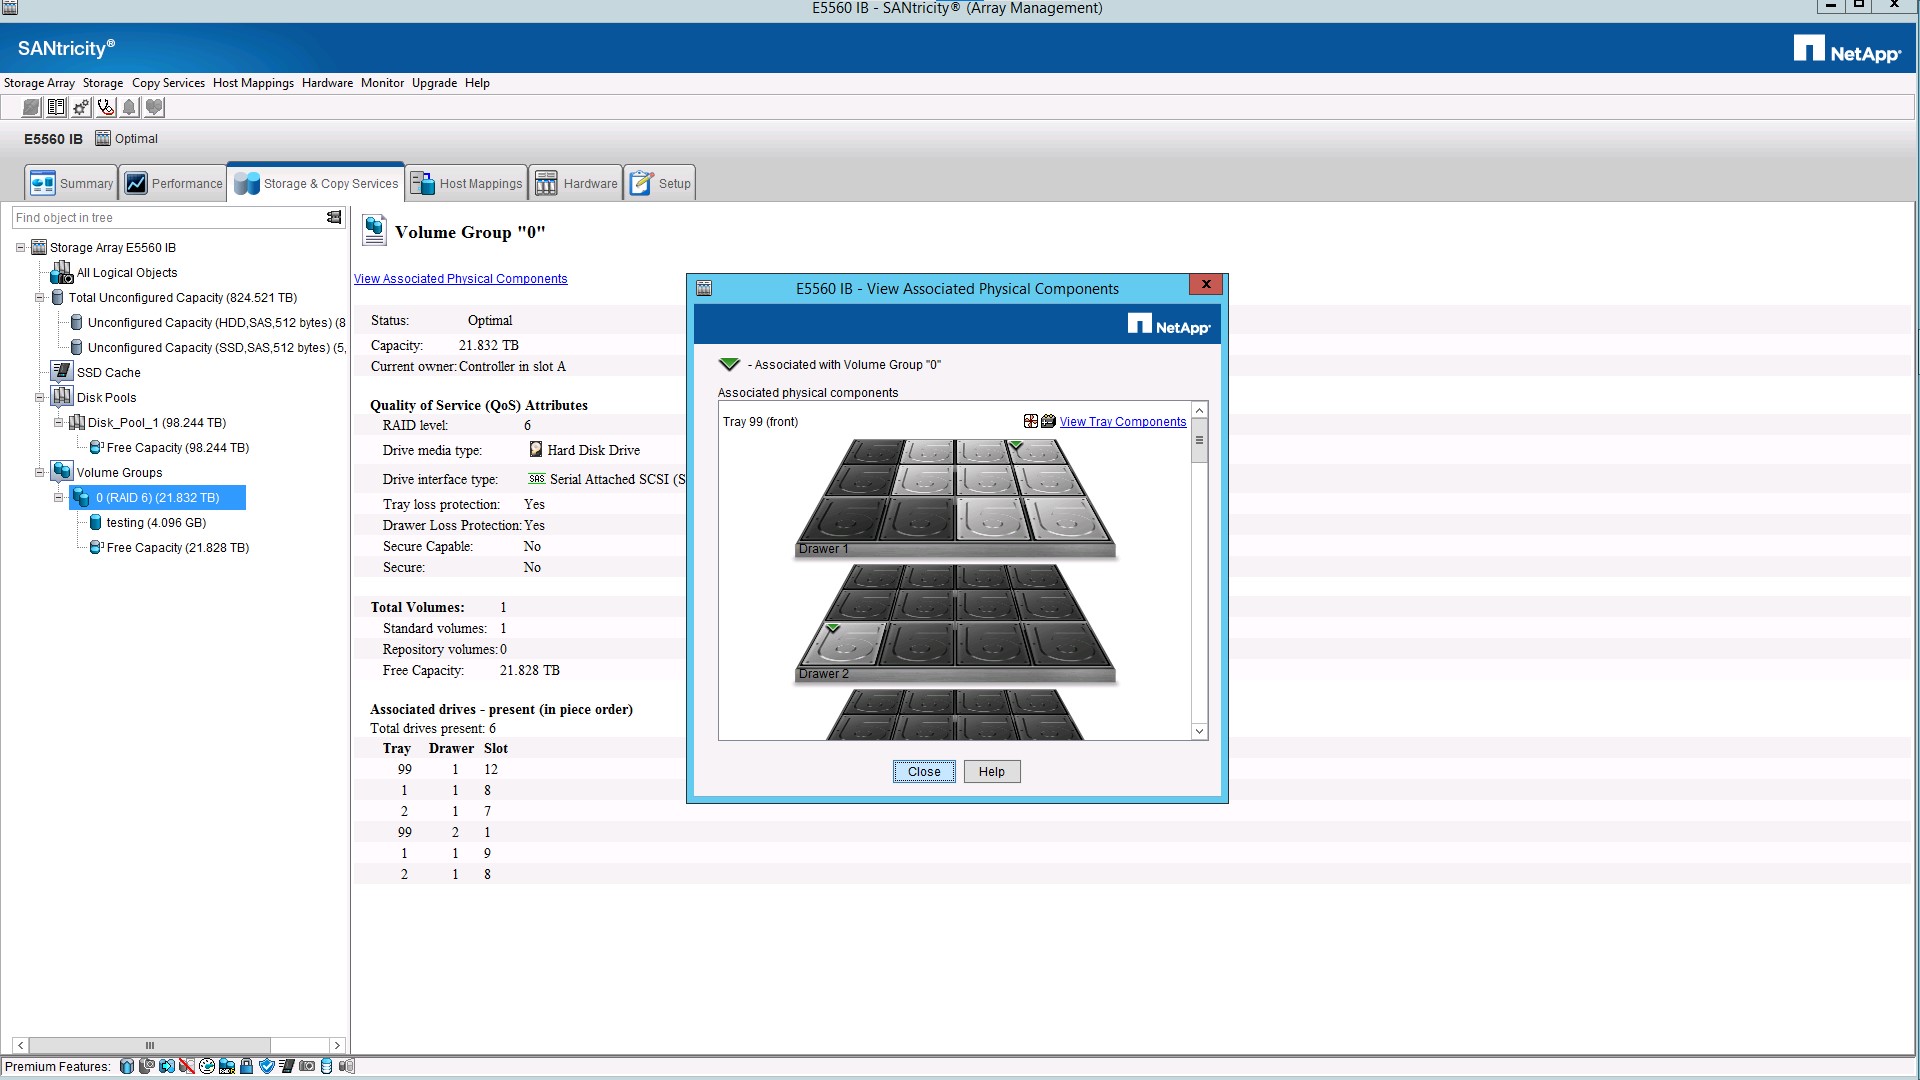 E5560 IB - SANtricity® (Array Management)
SANtricity®
NetApp®
Storage Array Storage Copy Services Host Mappings Hardware Monitor Upgrade Help
E5560 IB Optimal
Summary Performance Storage & Copy Services Host Mappings Hardware Setup
Find object in tree
Storage Array E5560 IB
All Logical Objects
Total Unconfigured Capacity (824.521 TB)
Unconfigured Capacity (HDD,SAS,512 bytes) (8
Unconfigured Capacity (SSD,SAS,512 bytes) (5,
SSD Cache
Disk Pools
Disk_Pool_1 (98.244 TB)
Free Capacity (98.244 TB)
Volume Groups
0 (RAID 6) (21.832 TB)
testing (4.096 GB)
Free Capacity (21.828 TB)
Volume Group "0"
View Associated Physical Components
Status: Optimal
Capacity: 21.832 TB
Current owner: Controller in slot A
Quality of Service (QoS) Attributes
RAID level: 6
Drive media type: Hard Disk Drive
Drive interface type: SAS Serial Attached SCSI (S
Tray loss protection: Yes
Drawer Loss Protection: Yes
Secure Capable: No
Secure: No
Total Volumes: 1
Standard volumes: 1
Repository volumes: 0
Free Capacity: 21.828 TB
Associated drives - present (in piece order)
Total drives present: 6
Tray Drawer Slot
99 1 12
1 1 8
2 1 7
99 2 1
1 1 9
2 1 8
E5560 IB - View Associated Physical Components
NetApp®
- Associated with Volume Group "0"
Associated physical components
Tray 99 (front) View Tray Components
Drawer 1
Drawer 2
Close Help
Premium Features: